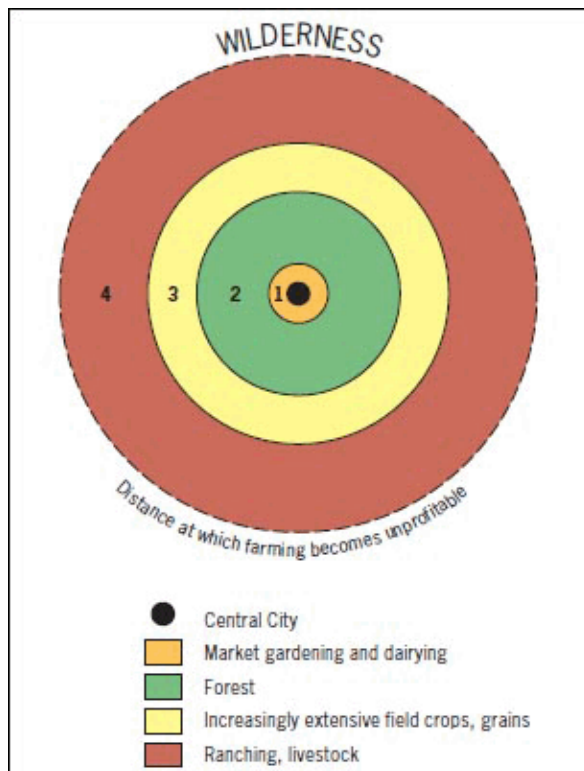 WILDERNESS
4 3 2 1
Distance at which farming becomes unprofitable
Central City
Market gardening and dairying
Forest
Increasingly extensive field crops, grains
Ranching, livestock